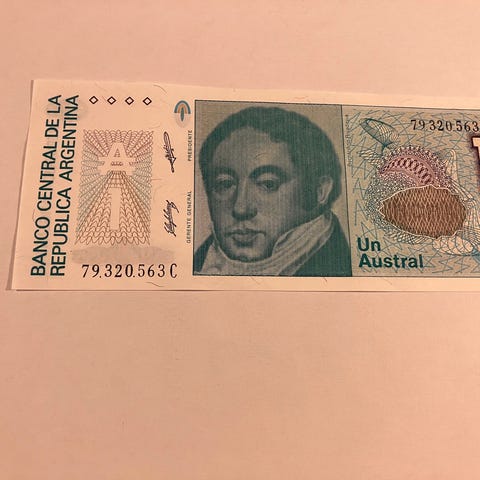 BANCO CENTRAL DE LA
REPUBLICA ARGENTINA
79.320.563 C
GERENTE GENERAL
PRESIDENTE
79.320.563
Un
Austral